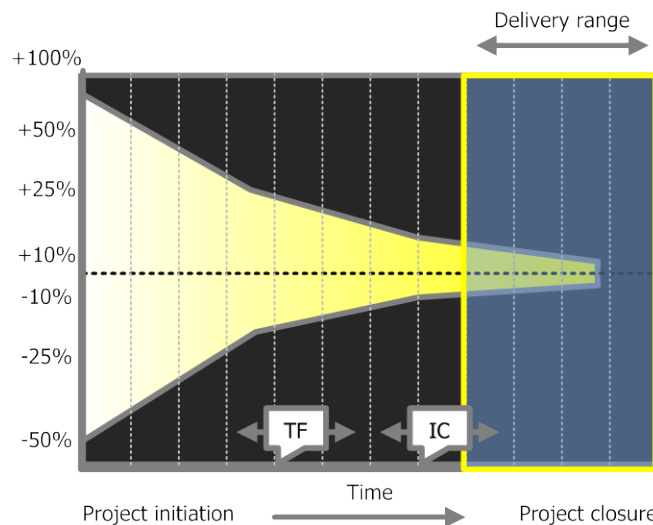 Delivery range
+100%
+50%
+25%
+10%
-10%
-25%
-50%
TF
IC
Time
Project initiation
Project closure